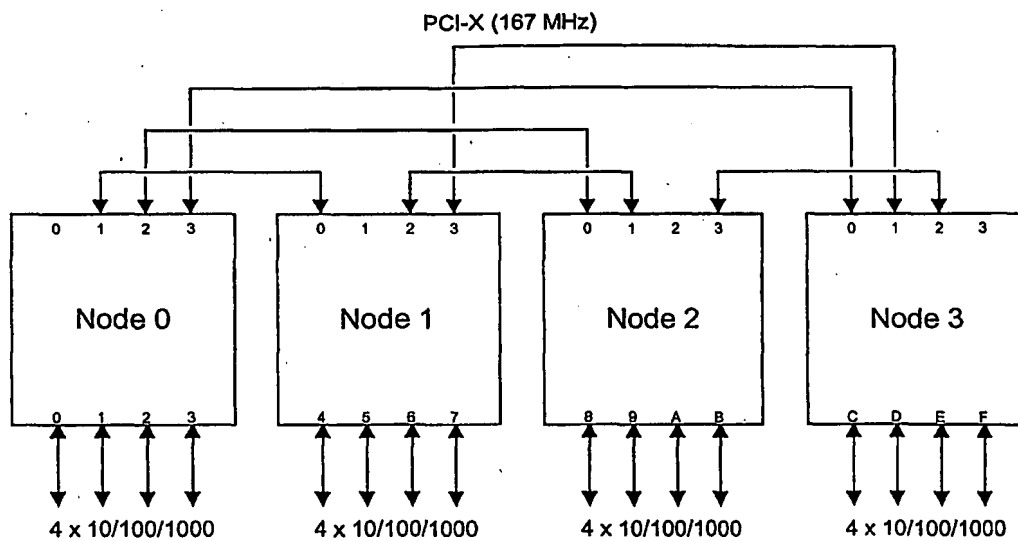 PCI-X (167 MHz)
0 1 2 3 0 1 2 3 0 1 2 3 0 1 2 3
Node 0 Node 1 Node 2 Node 3
0 1 2 3 4 5 6 7 8 9 A B C D E F
4 x 10/100/1000 4 x 10/100/1000 4 x 10/100/1000 4 x 10/100/1000